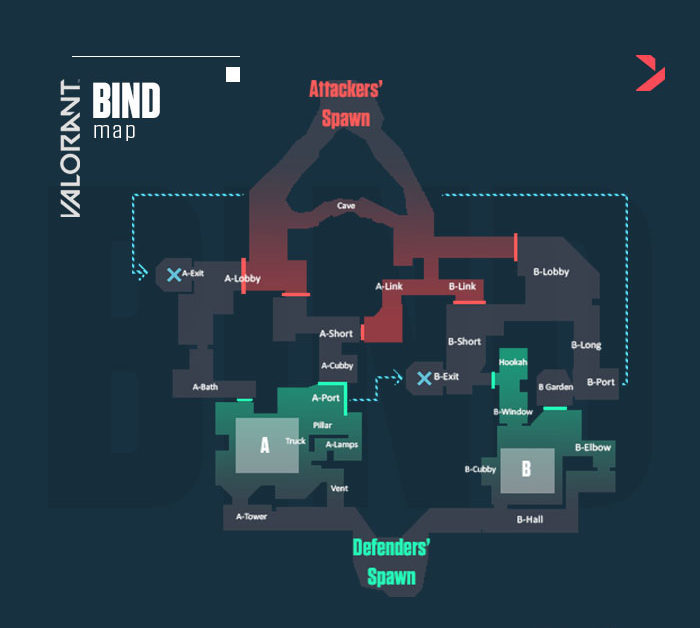 VALORANT
BIND
map
Attackers'
Spawn
Cave
A-Exit
A-Lobby
B-Lobby
A-Link
B-Link
A-Short
B-Short
B-Long
A-Cubby
Hookah
B-Exit
B-Port
A-Bath
B Garden
A-Port
B-Window
Pillar
Truck
A-Lamps
A
B-Elbow
B-Cubby
B
Vent
A-Tower
B-Hall
Defenders'
Spawn
BIND